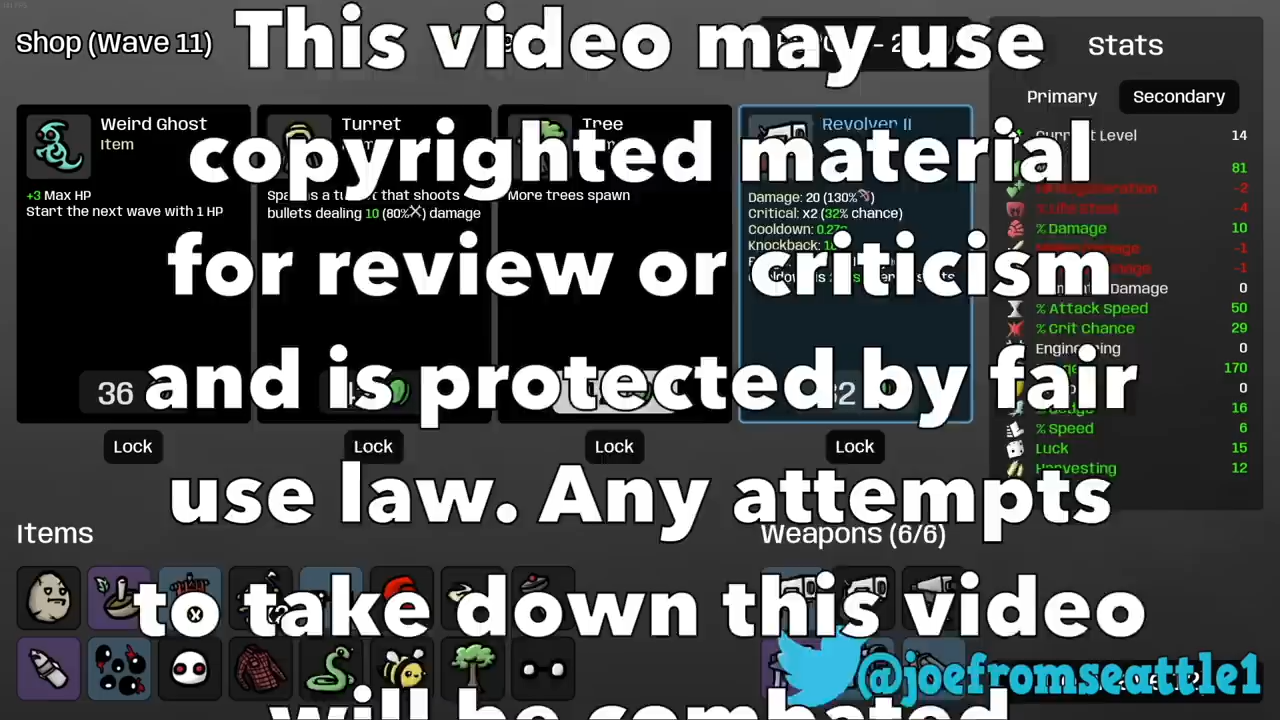 This video may use
copyrighted material
for review or criticism
and is protected by fair
use law. Any attempts
to take down this video
will be combated
@joefromseattle1
Shop (Wave 11)
Weird Ghost
Item
+3 Max HP
Start the next wave with 1 HP
36
Lock
Turret
bullets dealing 10 (80%) damage
Lock
Tree
More trees spawn
Lock
Revolver II
Damage: 20 (130%)
Critical: x2 (32% chance)
Cooldown:
Knockback:
Lock
Stats
Primary
Secondary
14
81
-2
-4
% Damage 10
-1
-1
Damage 0
% Attack Speed 50
% Crit Chance 29
Engineering 0
170
0
16
% Speed 6
Luck 15
Harvesting 12
Items
Weapons (6/6)